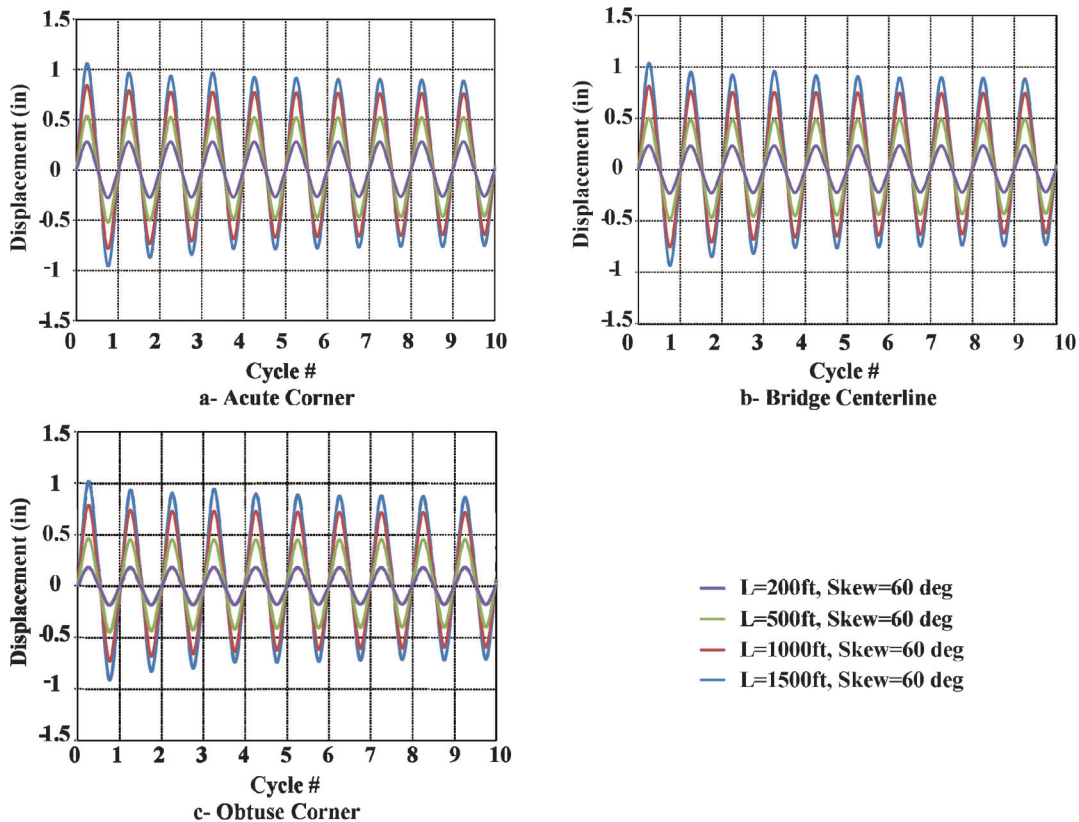 1.5
1
0.5
0
-0.5
-1
-1.5
Displacement (in)
0 1 2 3 4 5 6 7 8 9 10
Cycle #
a- Acute Corner
1.5
1
0.5
0
-0.5
-1
-1.5
Displacement (in)
0 1 2 3 4 5 6 7 8 9 10
Cycle #
b- Bridge Centerline
1.5
1
0.5
0
-0.5
-1
-1.5
Displacement (in)
0 1 2 3 4 5 6 7 8 9 10
Cycle #
c- Obtuse Corner
L=200ft, Skew=60 deg
L=500ft, Skew=60 deg
L=1000ft, Skew=60 deg
L=1500ft, Skew=60 deg